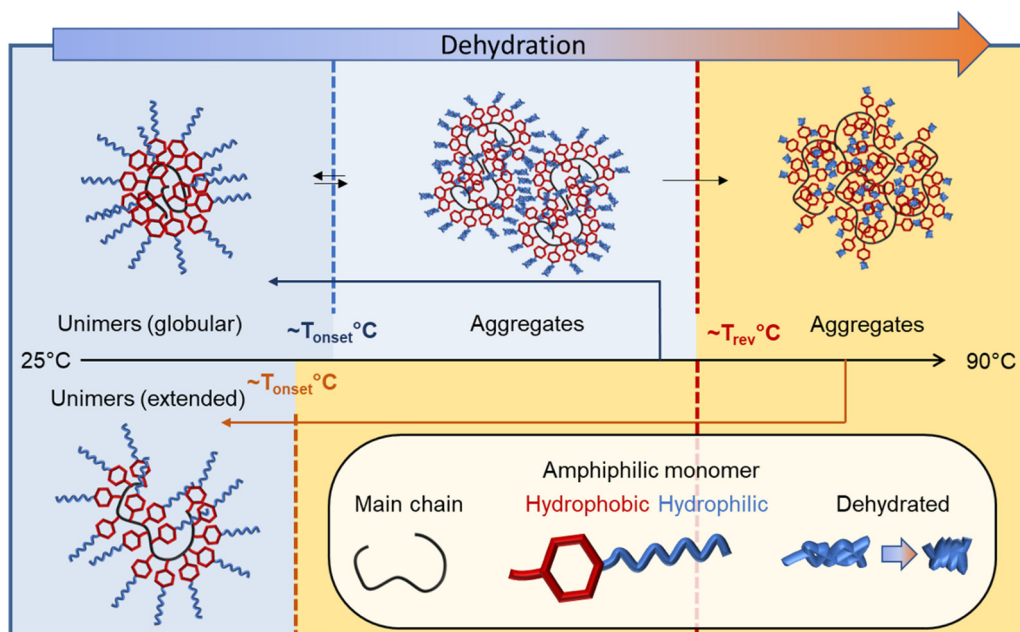 Dehydration
Unimers (globular)
~Tonset°C
Aggregates
~Trev°C
Aggregates
25°C
90°C
~Tonset°C
Unimers (extended)
Amphiphilic monomer
Main chain
Hydrophobic Hydrophilic
Dehydrated